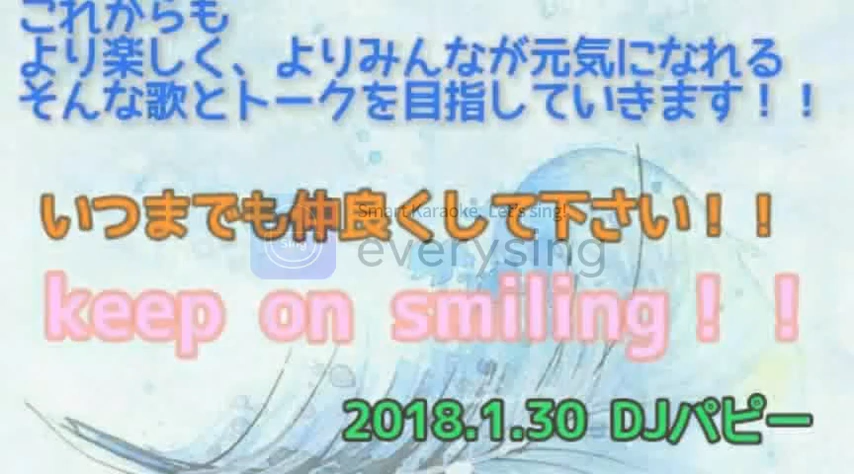 これからも
より楽しく、よりみんなが元気になれる
そんな歌とトークを目指していきます！！
いつまでも仲良くして下さい！！
Smart Karaoke, Let's sing!
sing
everysing
keep on smiling！！
2018.1.30 DJパピー